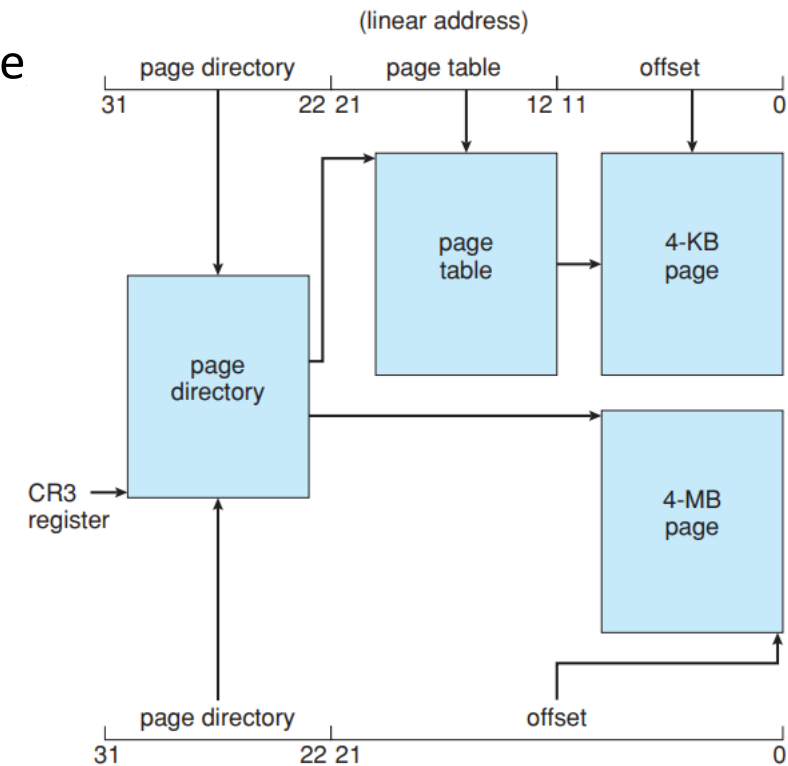 (linear address)
e
page directory page table offset
31 22 21 12 11 0
page
table
4-KB
page
page
directory
CR3
register
4-MB
page
page directory offset
31 22 21 0